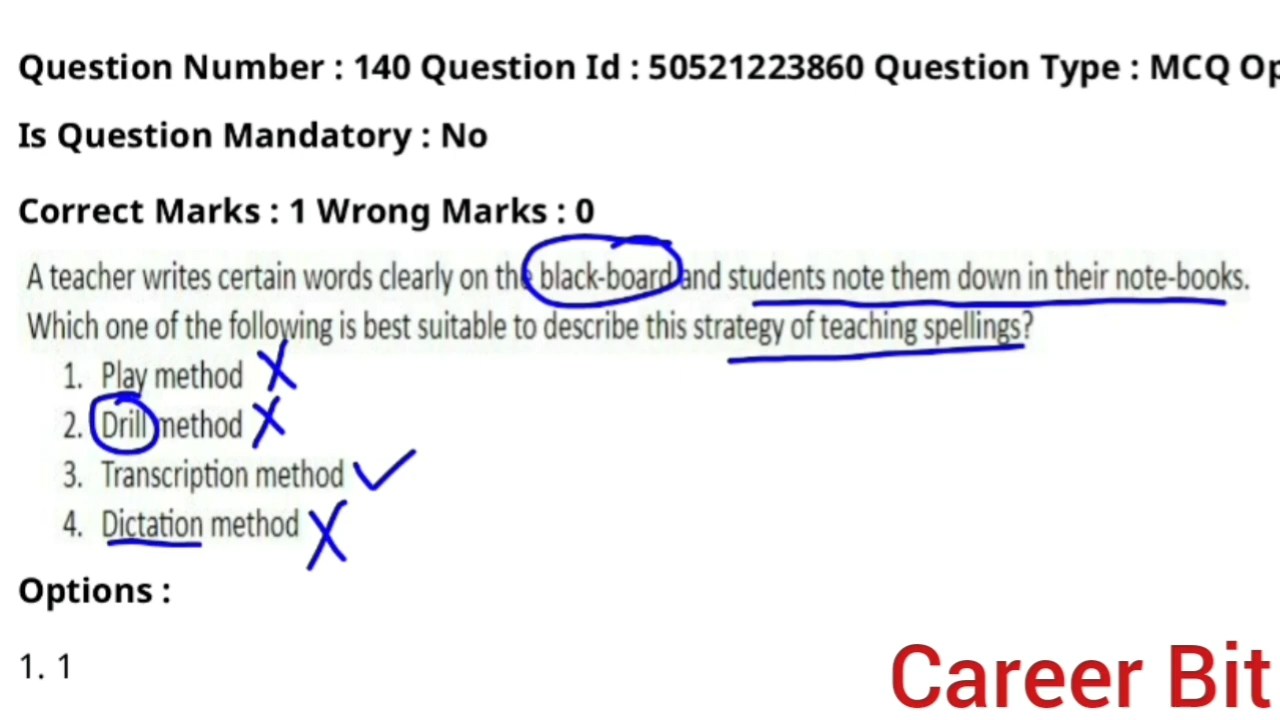 Question Number : 140 Question Id : 50521223860 Question Type : MCQ Op
Is Question Mandatory : No
Correct Marks : 1 Wrong Marks : 0
A teacher writes certain words clearly on the black-board and students note them down in their note-books.
Which one of the following is best suitable to describe this strategy of teaching spellings?
1. Play method
2. Drill method
3. Transcription method
4. Dictation method
Options :
1. 1
Career Bit